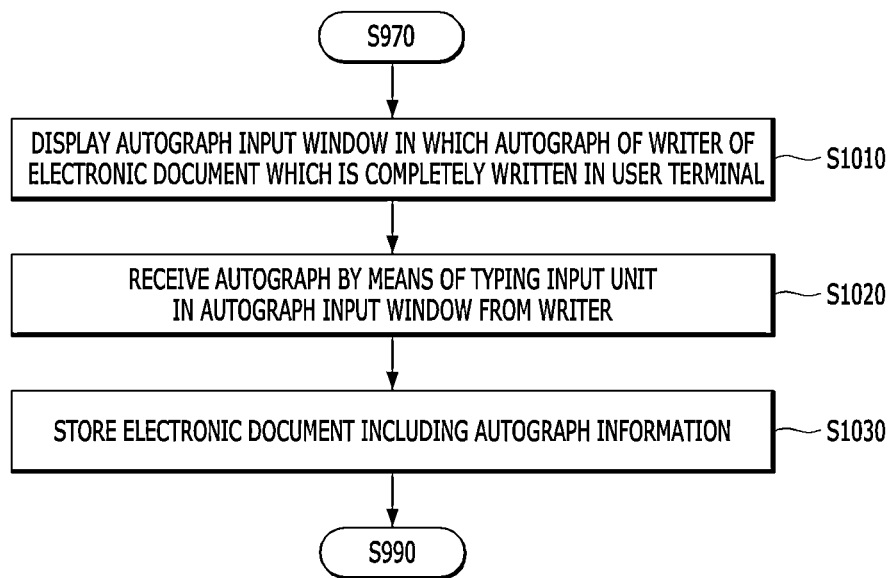 S970
DISPLAY AUTOGRAPH INPUT WINDOW IN WHICH AUTOGRAPH OF WRITER OF
ELECTRONIC DOCUMENT WHICH IS COMPLETELY WRITTEN IN USER TERMINAL
S1010
RECEIVE AUTOGRAPH BY MEANS OF TYPING INPUT UNIT
IN AUTOGRAPH INPUT WINDOW FROM WRITER
S1020
STORE ELECTRONIC DOCUMENT INCLUDING AUTOGRAPH INFORMATION
S1030
S990